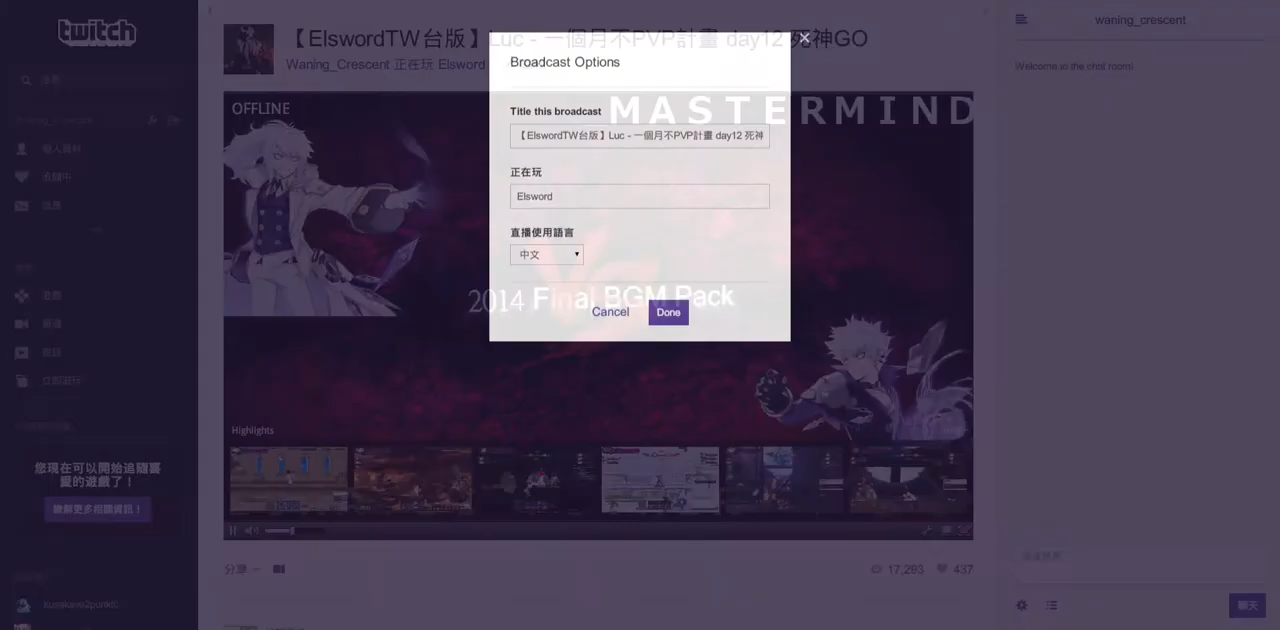 twitch
【ElswordTW台版】Luc - 一個月不PVP計畫 day12 死神GO
Waning_Crescent 正在玩 Elsword
waning_crescent
Welcome to the chat room!
Broadcast Options
OFFLINE
MASTERMIND
Title this broadcast
【ElswordTW台版】Luc - 一個月不PVP計畫 day12 死神
正在玩
Elsword
直播使用語言
中文
2014 Final BGM Pack
Cancel
Done
Highlights
您現在可以開始追隨喜
愛的遊戲了！
瞭解更多相關資訊！
分享
17,293
437
聊天